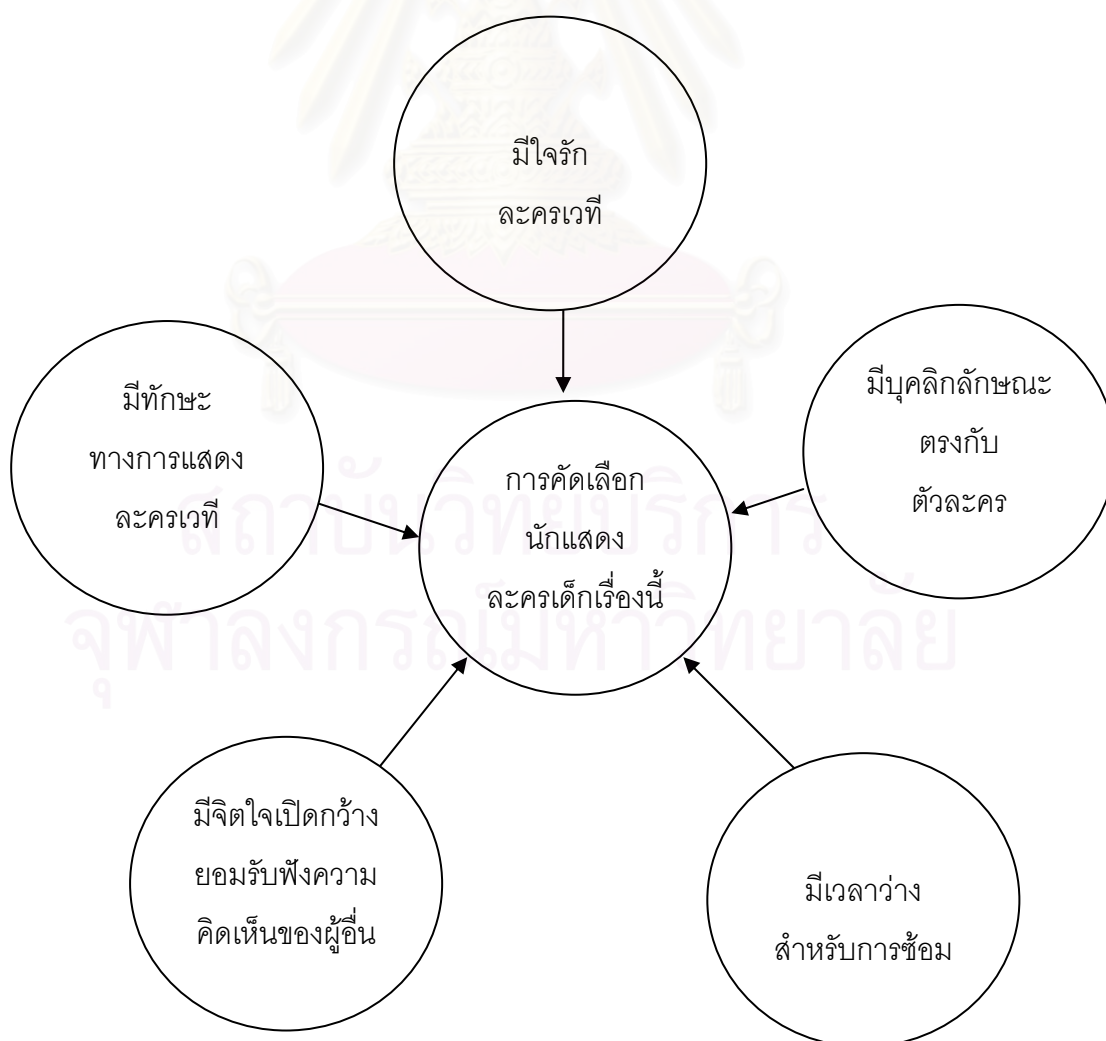 มีใจรัก
ละครเวที
มีทักษะ
ทางการแสดง
ละครเวที
มีบุคลิกลักษณะ
ตรงกับ
ตัวละคร
การคัดเลือก
นักแสดง
ละครเด็กเรื่องนี้
สถาบันวิทยบริการ
จุฬาลงกรณ์มหาวิทยาลัย
มีจิตใจเปิดกว้าง
ยอมรับฟังความ
คิดเห็นของผู้อื่น
มีเวลาว่าง
สำหรับการซ้อม